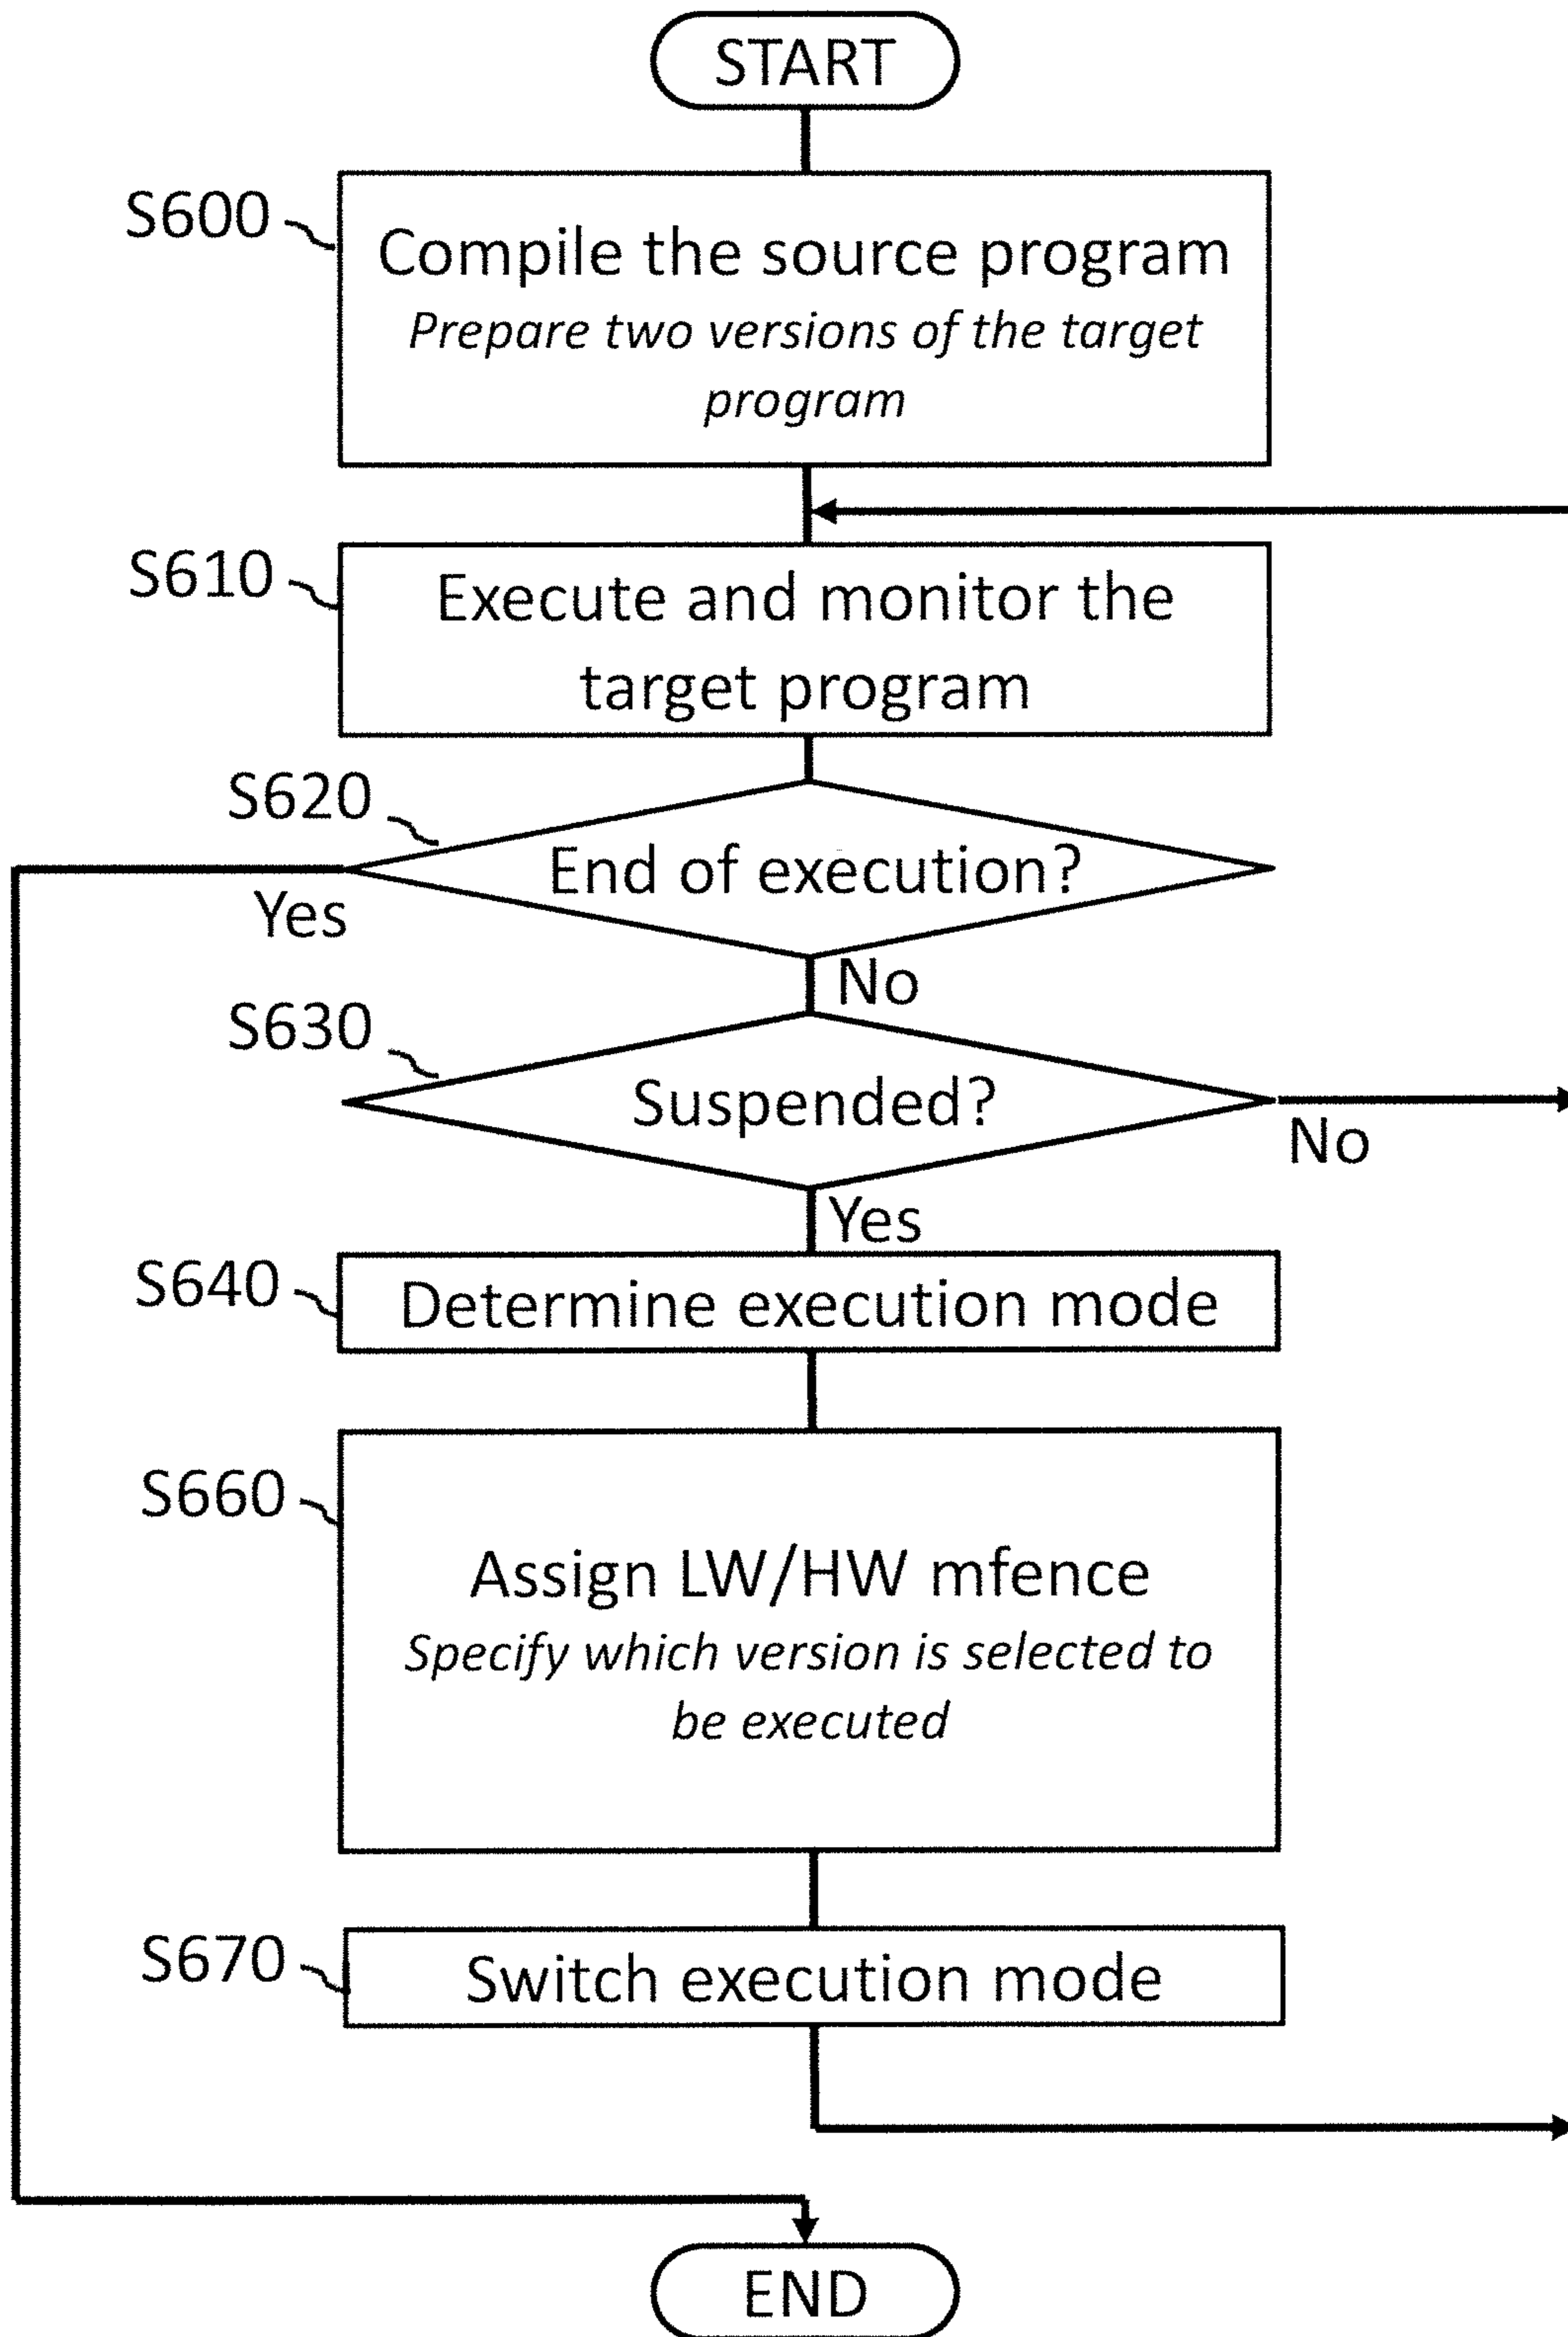 START
S600
Compile the source program
Prepare two versions of the target
program
S610
Execute and monitor the
target program
S620
End of execution?
Yes
No
S630
Suspended?
No
Yes
S640
Determine execution mode
S660
Assign LW/HW mfence
Specify which version is selected to
be executed
S670
Switch execution mode
END